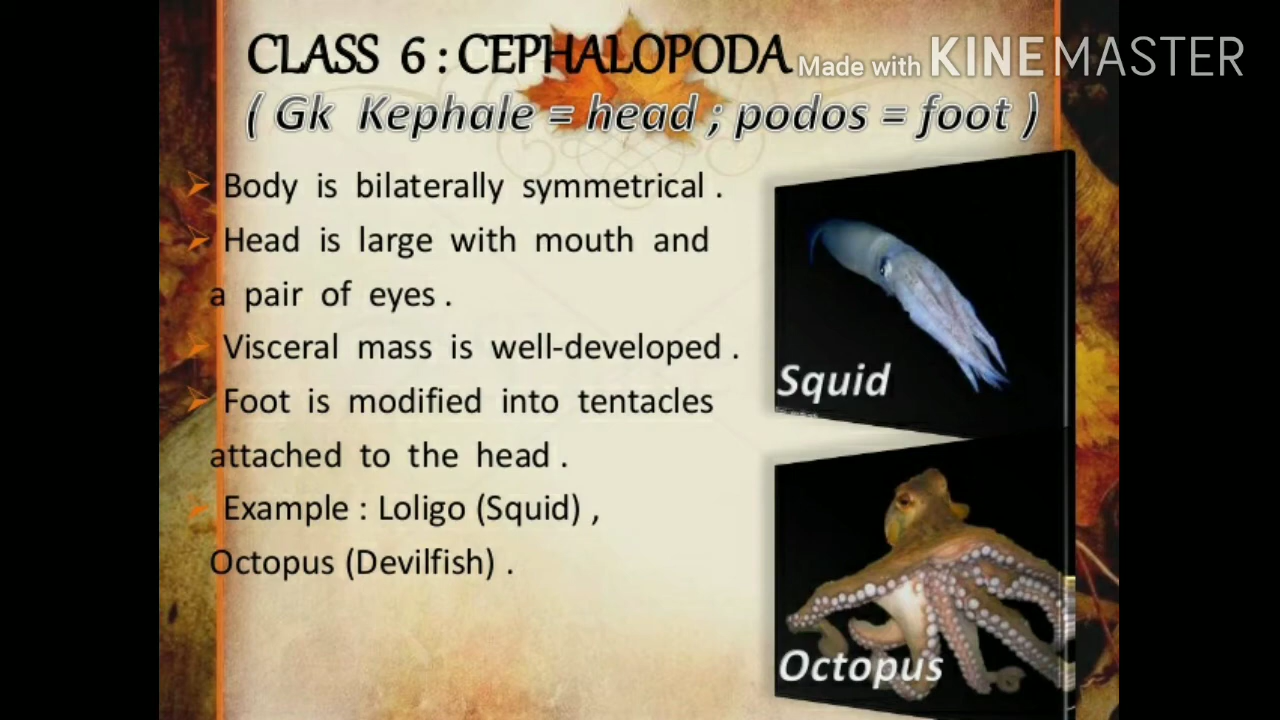 CLASS 6 : CEPHALOPODA
Made with KINEMASTER
( Gk Kephale = head ; podos = foot )
Body is bilaterally symmetrical .
Head is large with mouth and
a pair of eyes .
Visceral mass is well-developed .
Foot is modified into tentacles
attached to the head .
Example : Loligo (Squid) ,
Octopus (Devilfish) .
Squid
Octopus